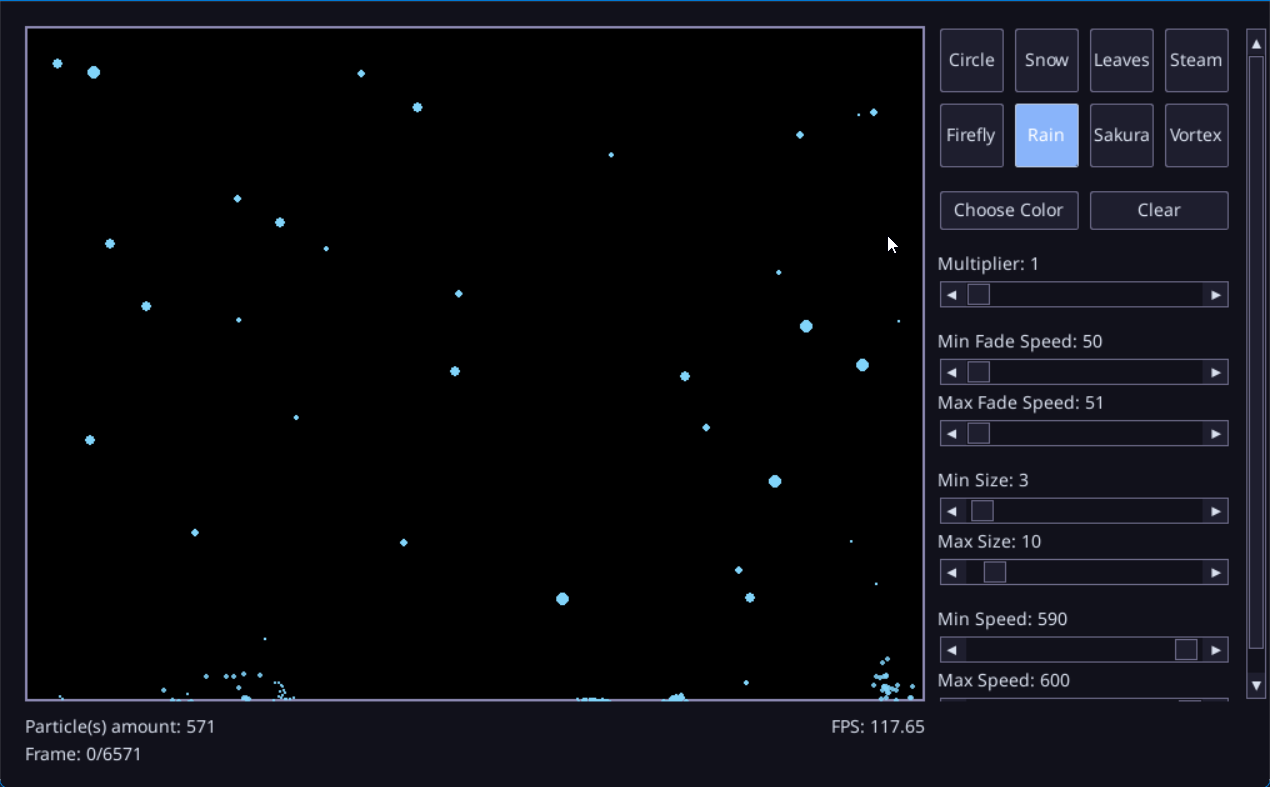 Circle Snow Leaves Steam
Firefly Rain Sakura Vortex
Choose Color Clear
Multiplier: 1
Min Fade Speed: 50
Max Fade Speed: 51
Min Size: 3
Max Size: 10
Min Speed: 590
Max Speed: 600
Particle(s) amount: 571 FPS: 117.65
Frame: 0/6571